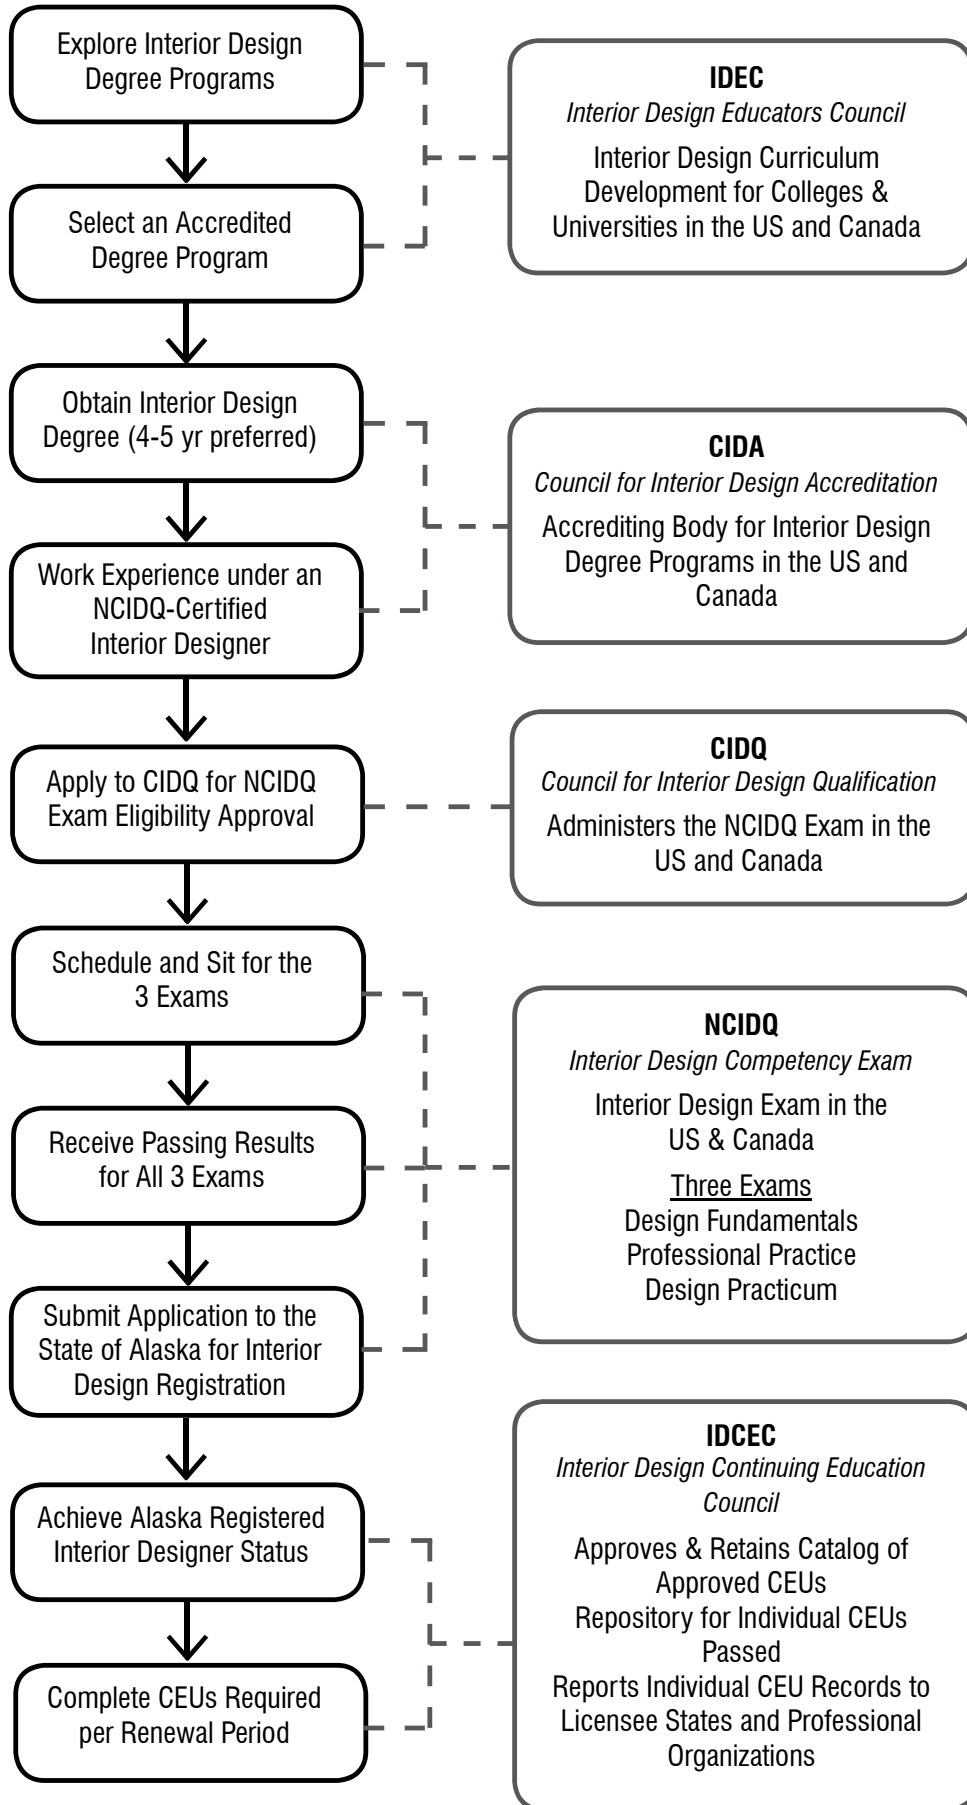 Explore Interior Design
Degree Programs
Select an Accredited
Degree Program
Obtain Interior Design
Degree (4-5 yr preferred)
Work Experience under an
NCIDQ-Certified
Interior Designer
Apply to CIDQ for NCIDQ
Exam Eligibility Approval
Schedule and Sit for the
3 Exams
Receive Passing Results
for All 3 Exams
Submit Application to the
State of Alaska for Interior
Design Registration
Achieve Alaska Registered
Interior Designer Status
Complete CEUs Required
per Renewal Period
IDEC
Interior Design Educators Council
Interior Design Curriculum
Development for Colleges &
Universities in the US and Canada
CIDA
Council for Interior Design Accreditation
Accrediting Body for Interior Design
Degree Programs in the US and
Canada
CIDQ
Council for Interior Design Qualification
Administers the NCIDQ Exam in the
US and Canada
NCIDQ
Interior Design Competency Exam
Interior Design Exam in the
US & Canada
Three Exams
Design Fundamentals
Professional Practice
Design Practicum
IDCEC
Interior Design Continuing Education
Council
Approves & Retains Catalog of
Approved CEUs
Repository for Individual CEUs
Passed
Reports Individual CEU Records to
Licensee States and Professional
Organizations